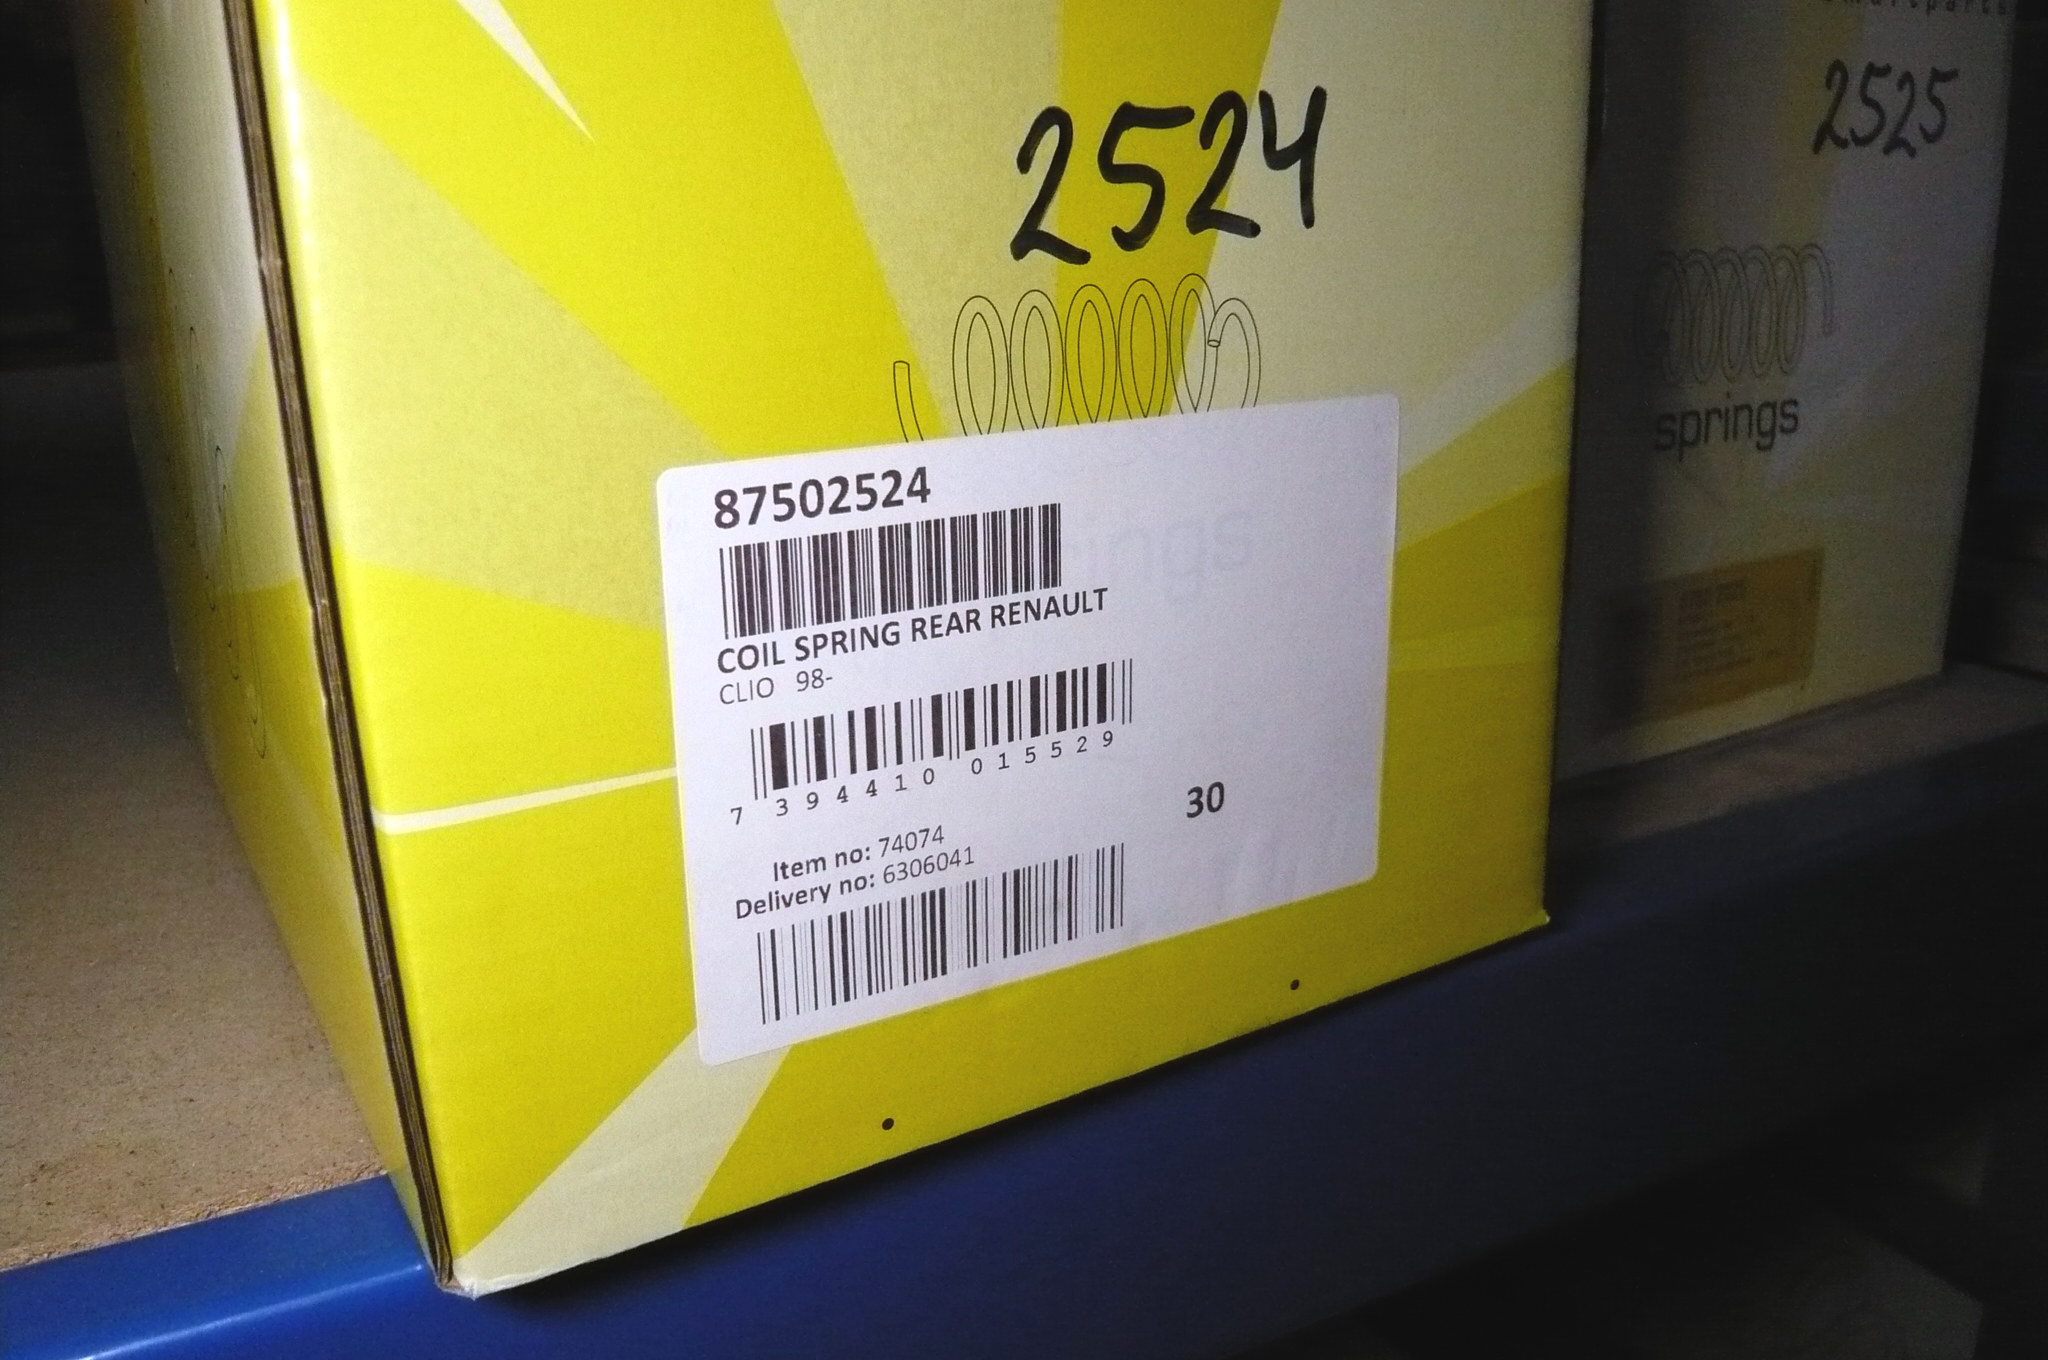 2524
87502524
COIL SPRING REAR RENAULT
CLIO 98-
7 394410 015529
30
Item no: 74074
Delivery no: 6306041
smartparts
2525
springs